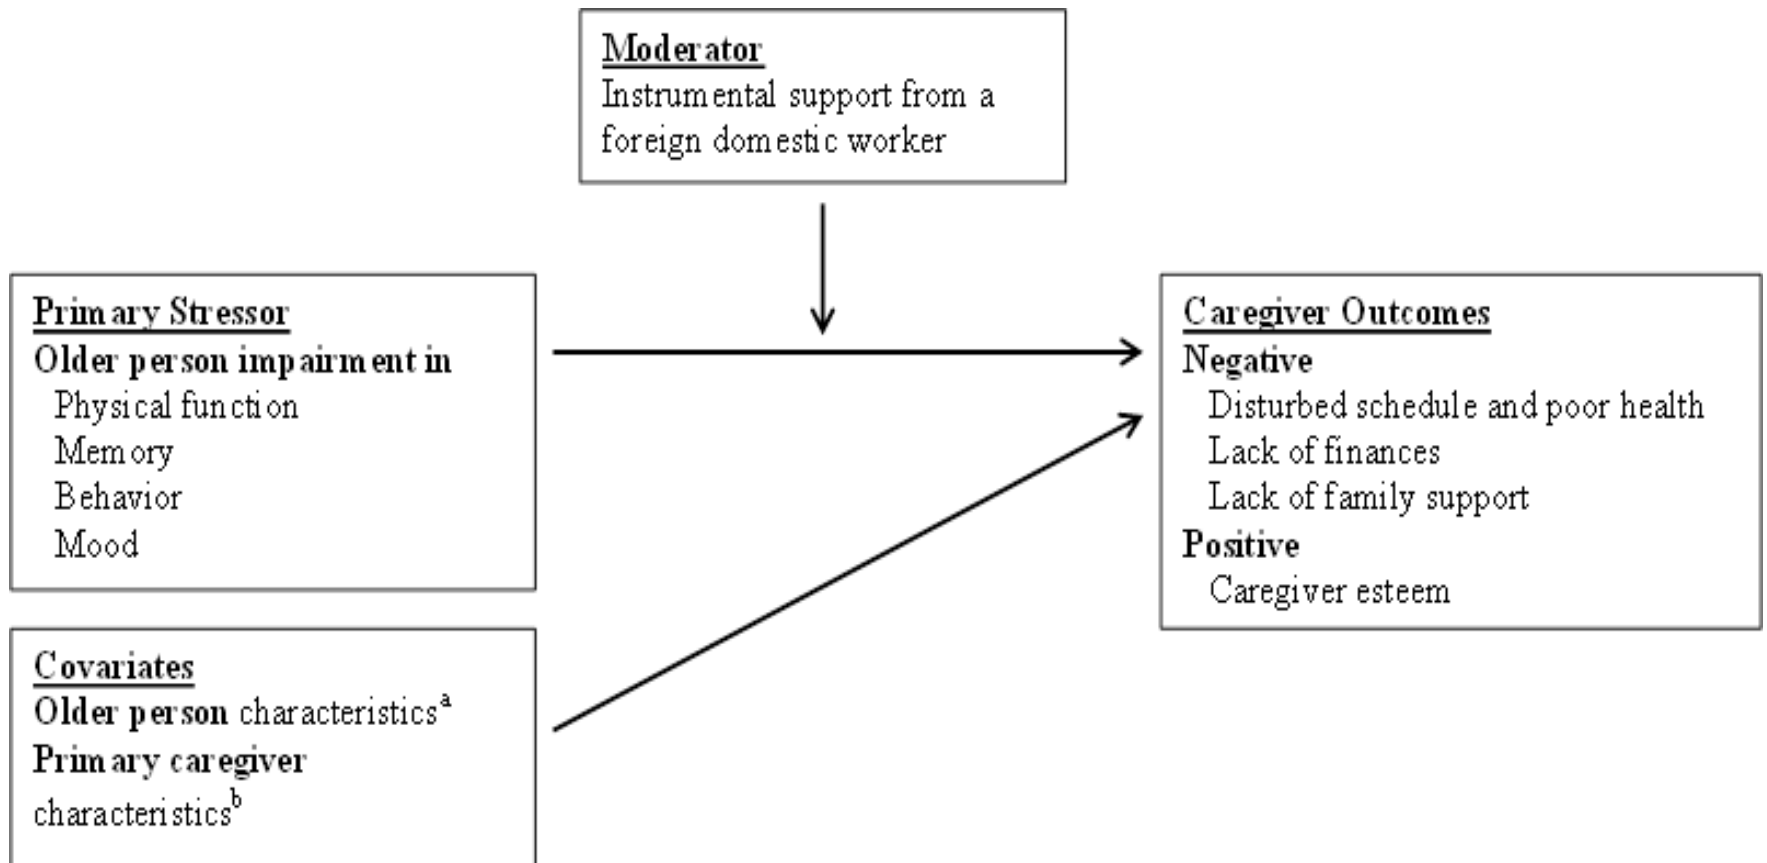 Moderator
Instrumental support from a
foreign domestic worker
Primary Stressor
Older person impairment in
Physical function
Memory
Behavior
Mood
Covariates
Older person characteristicsᵃ
Primary caregiver
characteristicsᵇ
Caregiver Outcomes
Negative
Disturbed schedule and poor health
Lack of finances
Lack of family support
Positive
Caregiver esteem